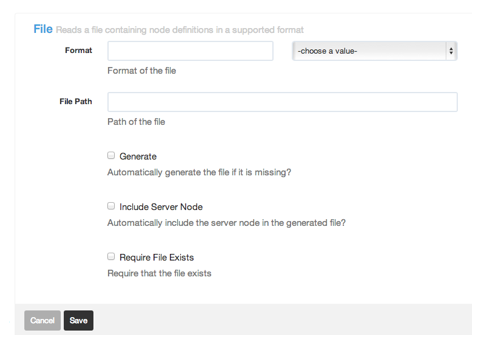 File Reads a file containing node definitions in a supported format
Format -choose a value-
Format of the file
File Path
Path of the file
Generate
Automatically generate the file if it is missing?
Include Server Node
Automatically include the server node in the generated file?
Require File Exists
Require that the file exists
Cancel Save